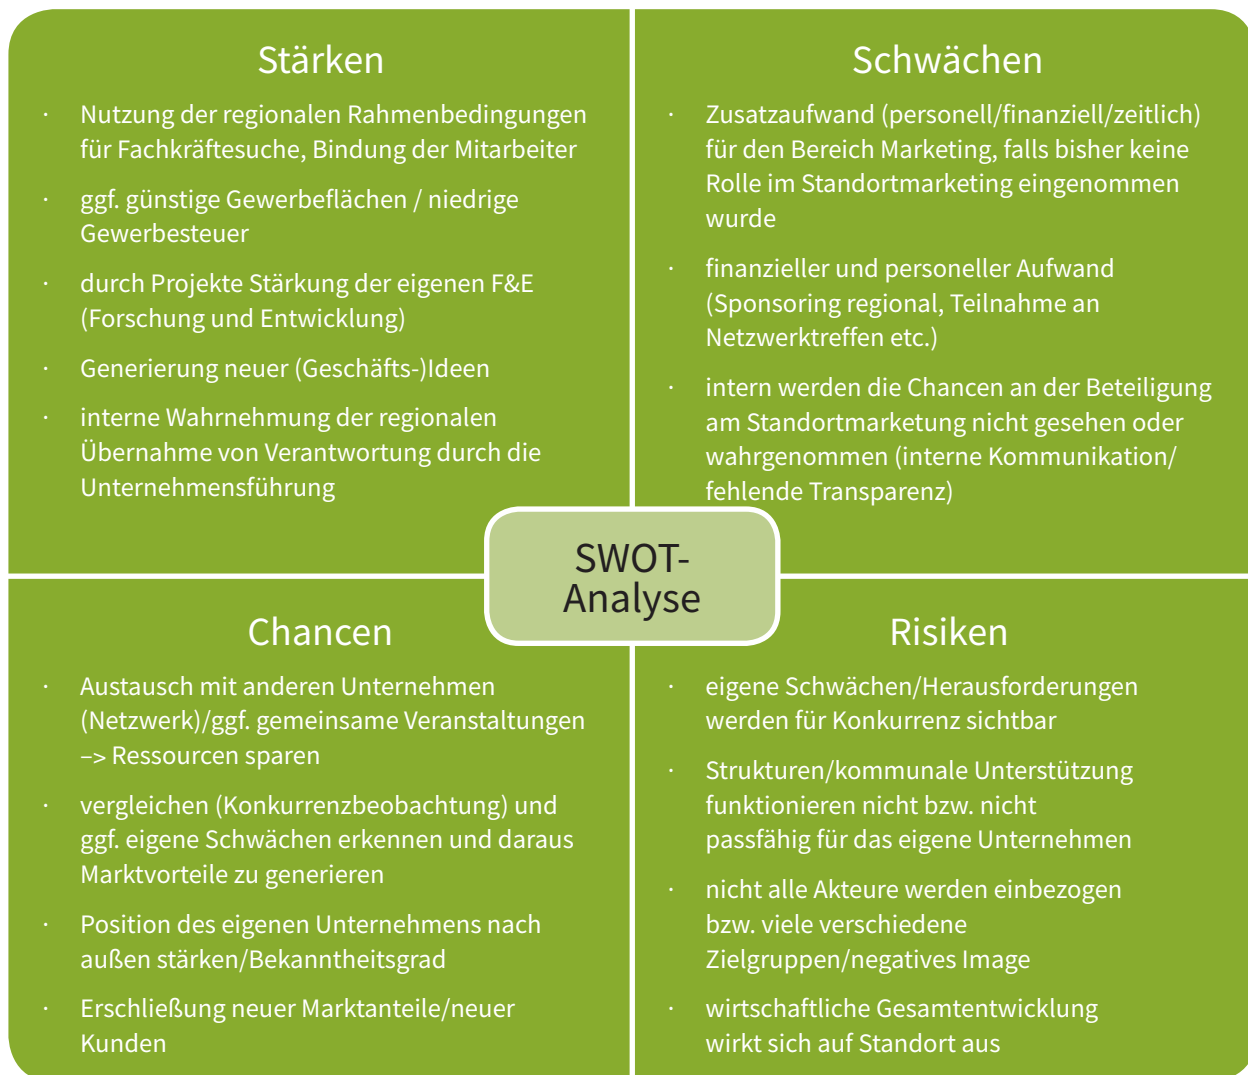 Stärken
· Nutzung der regionalen Rahmenbedingungen
für Fachkräftesuche, Bindung der Mitarbeiter
· ggf. günstige Gewerbeflächen / niedrige
Gewerbesteuer
· durch Projekte Stärkung der eigenen F&E
(Forschung und Entwicklung)
· Generierung neuer (Geschäfts-)Ideen
· interne Wahrnehmung der regionalen
Übernahme von Verantwortung durch die
Unternehmensführung
Schwächen
· Zusatzaufwand (personell/finanziell/zeitlich)
für den Bereich Marketing, falls bisher keine
Rolle im Standortmarketing eingenommen
wurde
· finanzieller und personeller Aufwand
(Sponsoring regional, Teilnahme an
Netzwerktreffen etc.)
· intern werden die Chancen an der Beteiligung
am Standortmarketung nicht gesehen oder
wahrgenommen (interne Kommunikation/
fehlende Transparenz)
SWOT-
Analyse
Chancen
· Austausch mit anderen Unternehmen
(Netzwerk)/ggf. gemeinsame Veranstaltungen
–> Ressourcen sparen
· vergleichen (Konkurrenzbeobachtung) und
ggf. eigene Schwächen erkennen und daraus
Marktvorteile zu generieren
· Position des eigenen Unternehmens nach
außen stärken/Bekanntheitsgrad
· Erschließung neuer Marktanteile/neuer
Kunden
Risiken
· eigene Schwächen/Herausforderungen
werden für Konkurrenz sichtbar
· Strukturen/kommunale Unterstützung
funktionieren nicht bzw. nicht
passfähig für das eigene Unternehmen
· nicht alle Akteure werden einbezogen
bzw. viele verschiedene
Zielgruppen/negatives Image
· wirtschaftliche Gesamtentwicklung
wirkt sich auf Standort aus